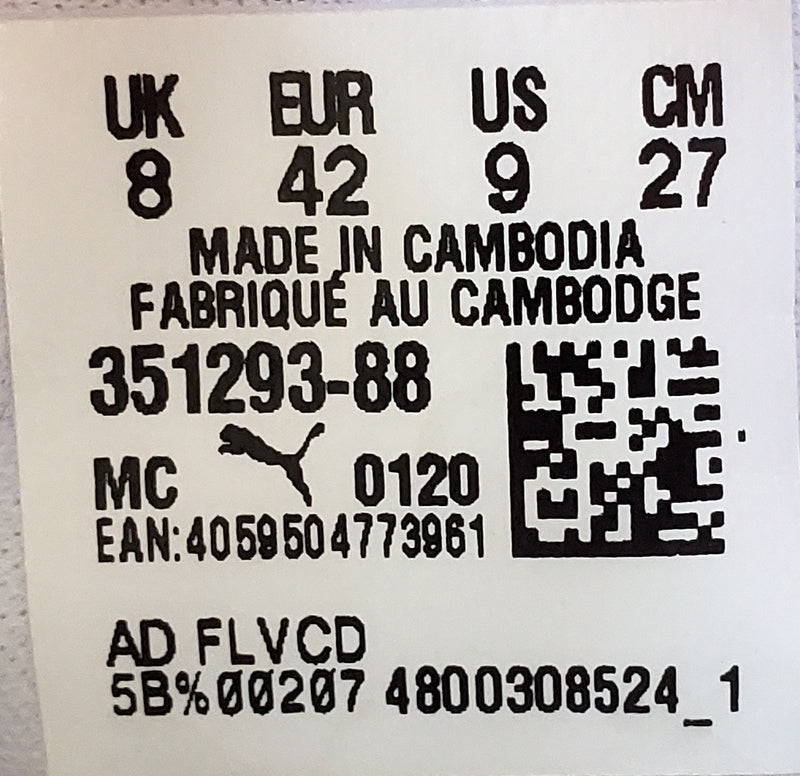 UK EUR US CM
8 42 9 27
MADE IN CAMBODIA
FABRIQUÉ AU CAMBODGE
351293-88
MC 0120
EAN:4059504773961
AD FLVCD
5B%00207 4800308524_1